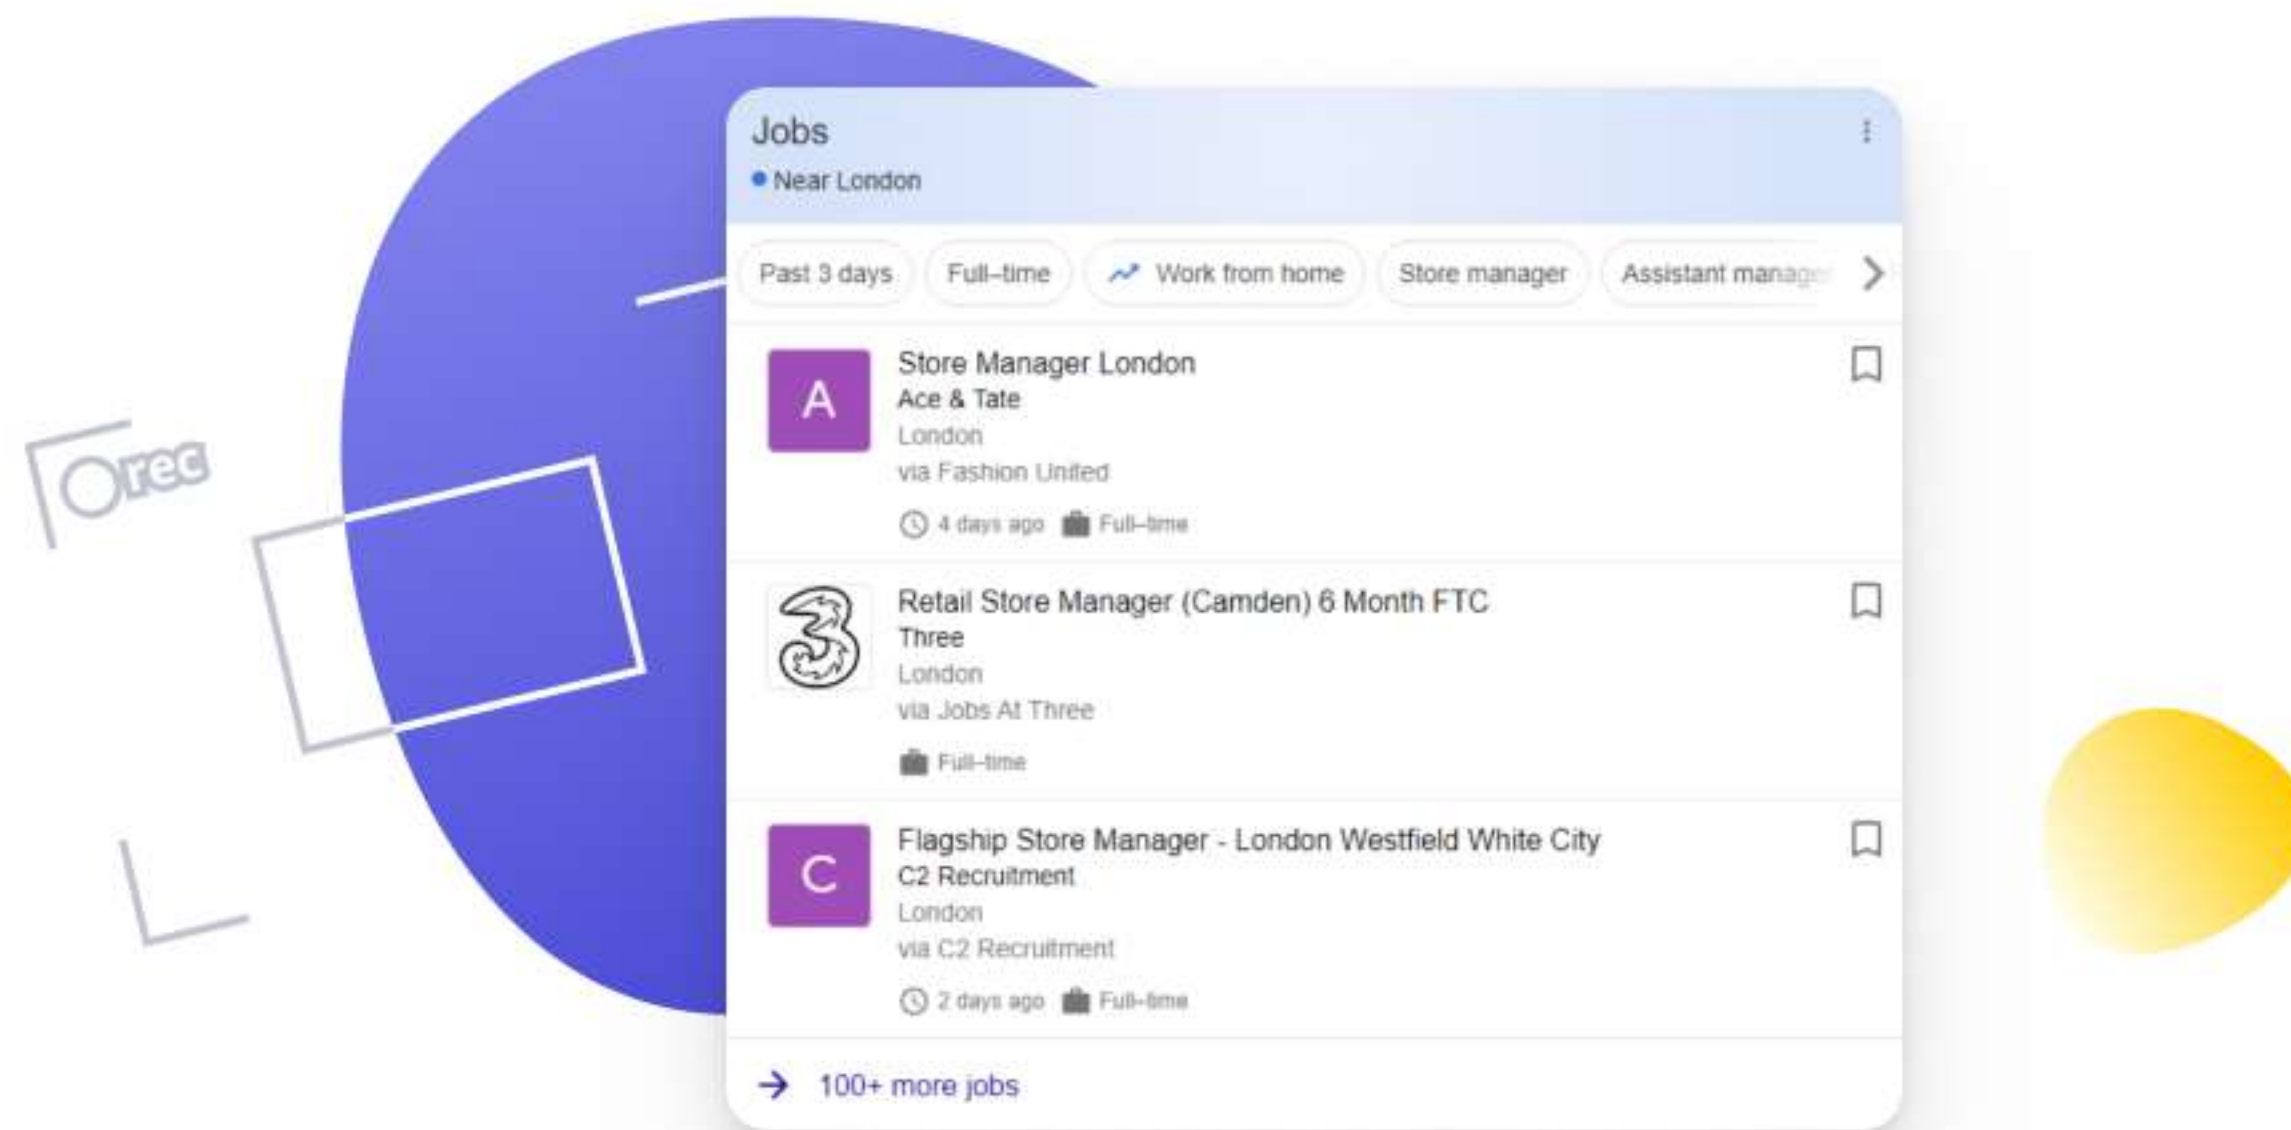 Jobs
Near London
Past 3 days
Full-time
Work from home
Store manager
Assistant manager
A
Store Manager London
Ace & Tate
London
via Fashion United
4 days ago
Full-time
3
Retail Store Manager (Camden) 6 Month FTC
Three
London
via Jobs At Three
Full-time
C
Flagship Store Manager - London Westfield White City
C2 Recruitment
London
via C2 Recruitment
2 days ago
Full-time
100+ more jobs
rec